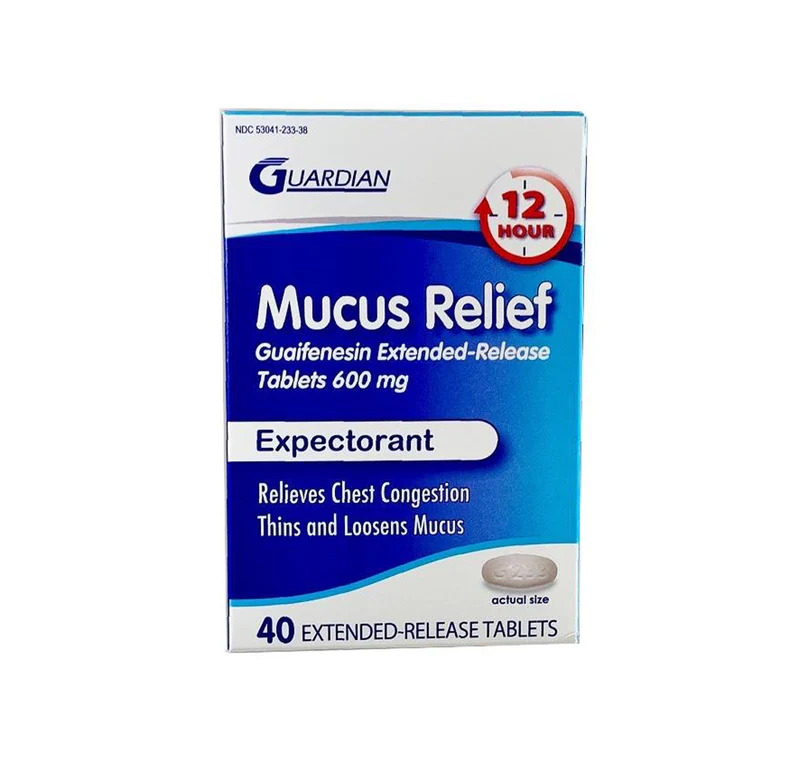 NDC 53041-233-38
GUARDIAN
12
HOUR
Mucus Relief
Guaifenesin Extended-Release
Tablets 600 mg
Expectorant
Relieves Chest Congestion
Thins and Loosens Mucus
actual size
40 EXTENDED-RELEASE TABLETS